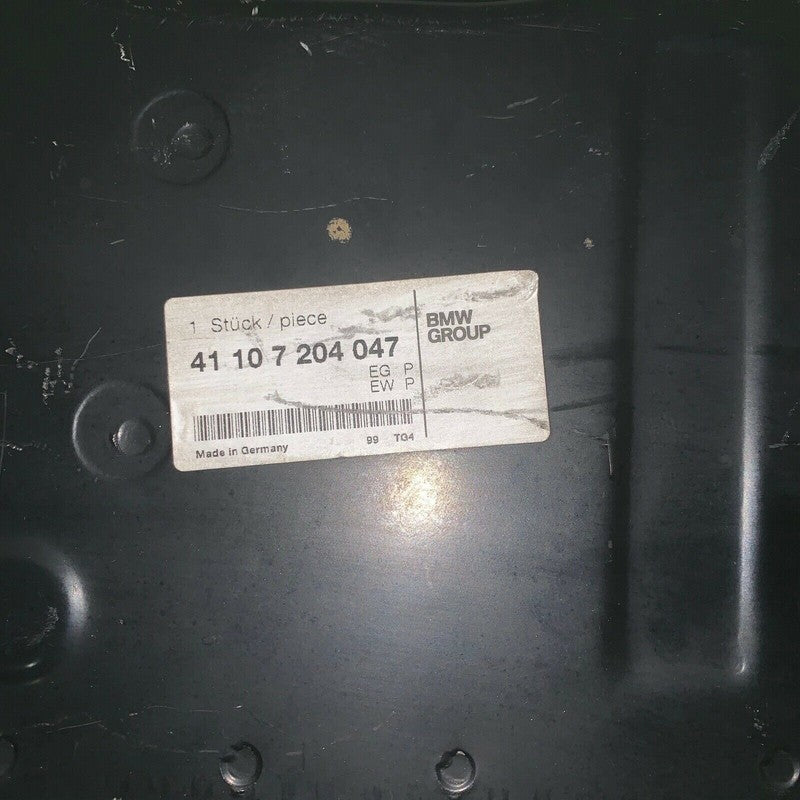 1 Stück / piece
41 10 7 204 047
EG P
EW P
Made in Germany
99 TG4
BMW
GROUP